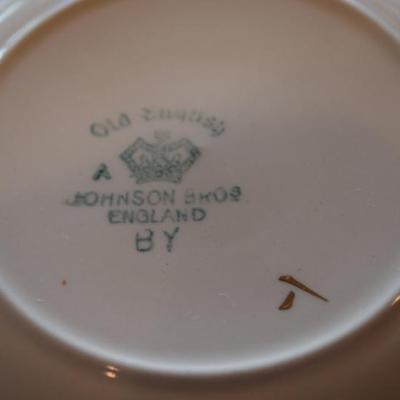 Old English
A
JOHNSON BROS
ENGLAND
BY